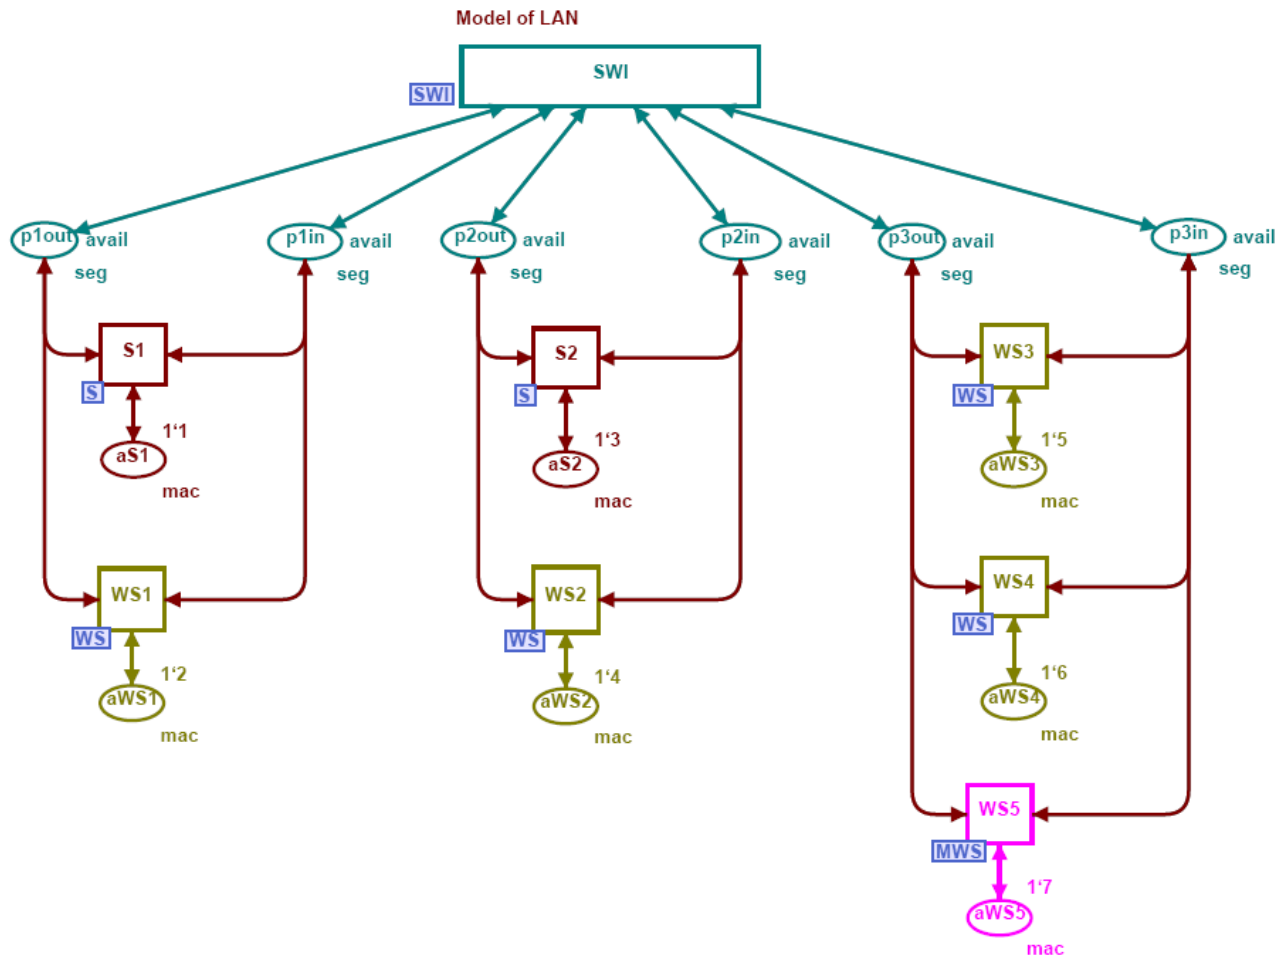 Model of LAN
SWI
SWI
p1out
avail
seg
p1in
avail
seg
p2out
avail
seg
p2in
avail
seg
p3out
avail
seg
p3in
avail
seg
S1
S
1‘1
aS1
mac
S2
S
1‘3
aS2
mac
WS3
WS
1‘5
aWS3
mac
WS1
WS
1‘2
aWS1
mac
WS2
WS
1‘4
aWS2
mac
WS4
WS
1‘6
aWS4
mac
WS5
MWS
1‘7
aWS5
mac